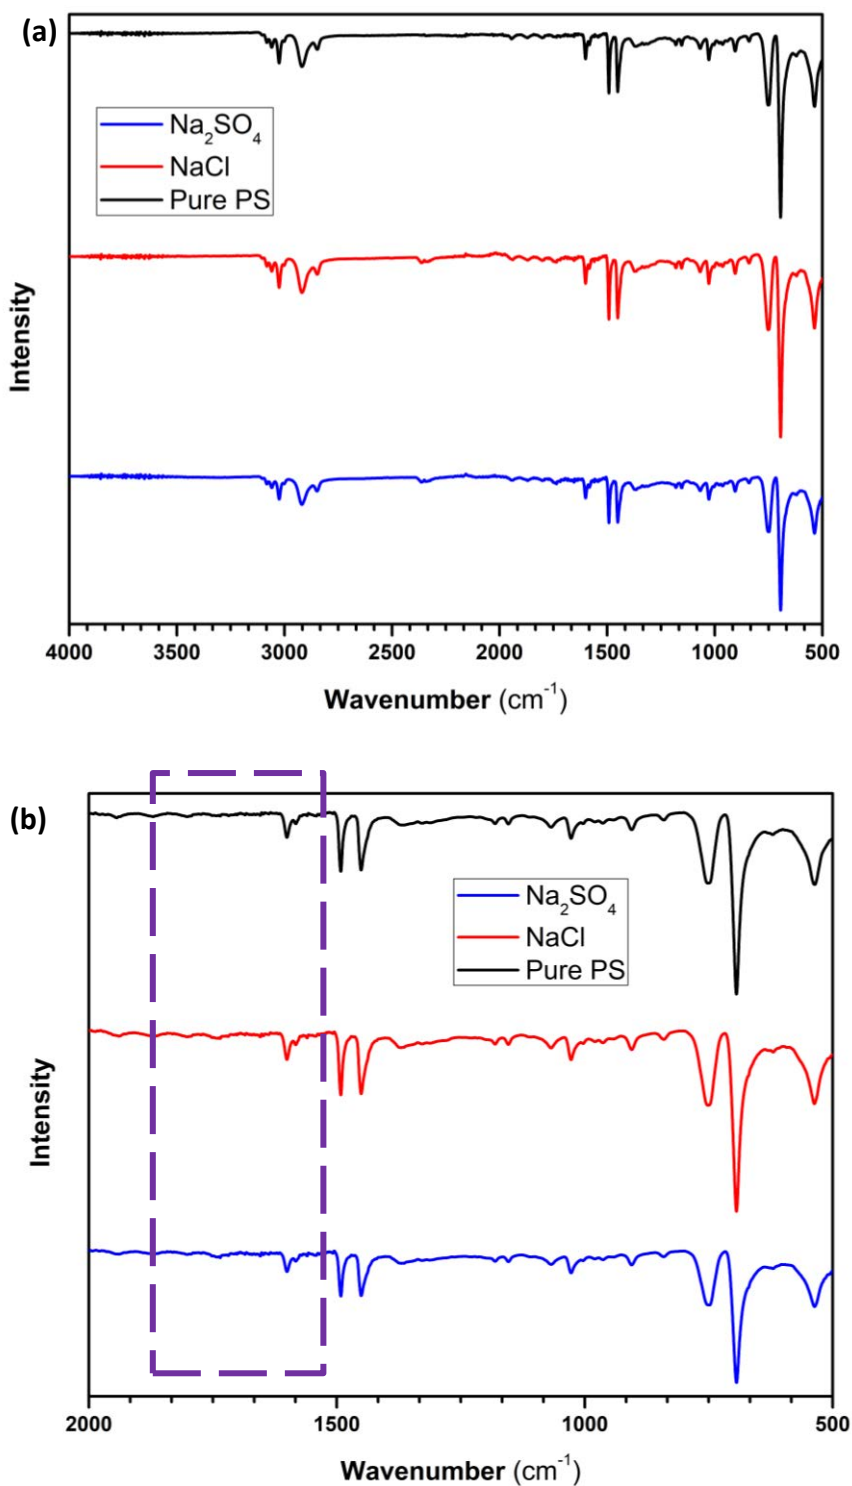 (a)
Na₂SO₄
NaCl
Pure PS
Intensity
4000 3500 3000 2500 2000 1500 1000 500
Wavenumber (cm⁻¹)
(b)
Na₂SO₄
NaCl
Pure PS
Intensity
2000 1500 1000 500
Wavenumber (cm⁻¹)